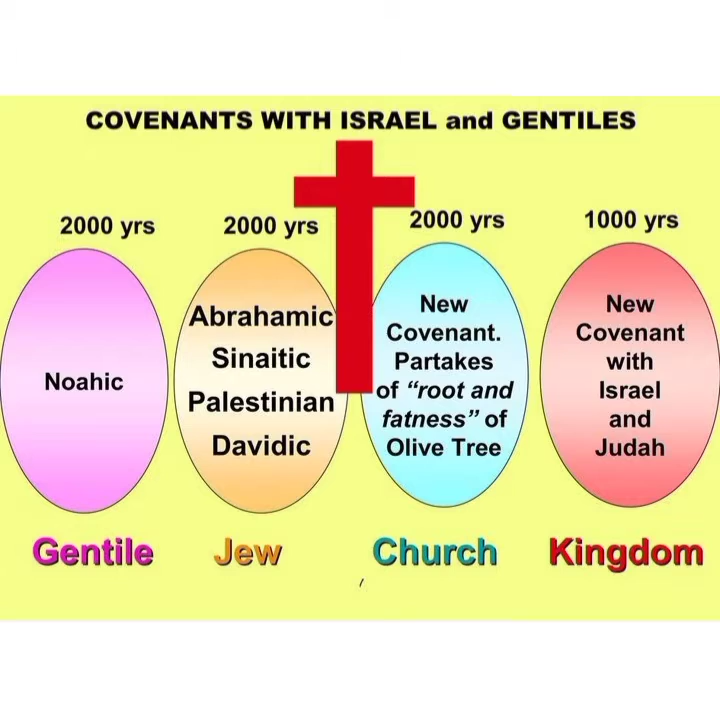 COVENANTS WITH ISRAEL and GENTILES
2000 yrs
2000 yrs
2000 yrs
1000 yrs
Noahic
Abrahamic
Sinaitic
Palestinian
Davidic
New
Covenant.
Partakes
of “root and
fatness” of
Olive Tree
New
Covenant
with
Israel
and
Judah
Gentile
Jew
Church
Kingdom